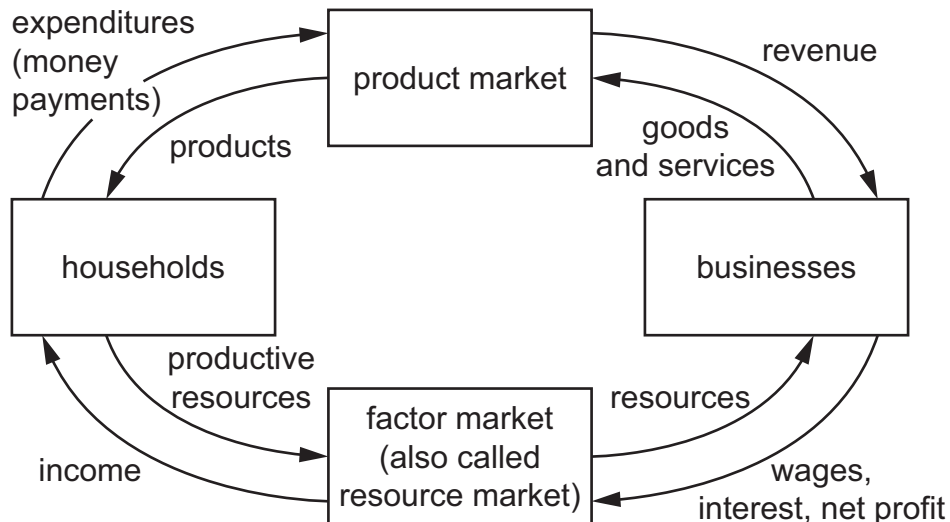 expenditures
(money
payments)
product market
revenue
products
goods
and services
households
businesses
productive
resources
factor market
(also called
resource market)
resources
income
wages,
interest, net profit